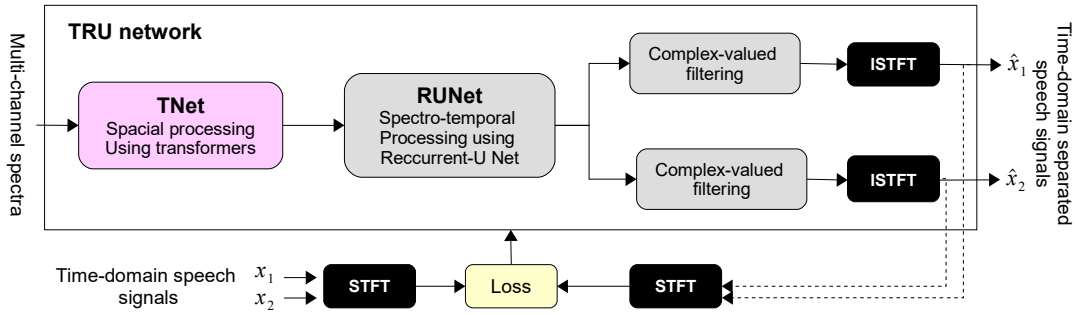 TRU network
Multi-channel spectra
TNet
Spacial processing
Using transformers
RUNet
Spectro-temporal
Processing using
Reccurrent-U Net
Complex-valued
filtering
ISTFT
x̂₁
Complex-valued
filtering
ISTFT
x̂₂
Time-domain separated
speech signals
Time-domain speech
signals
x₁
x₂
STFT
Loss
STFT